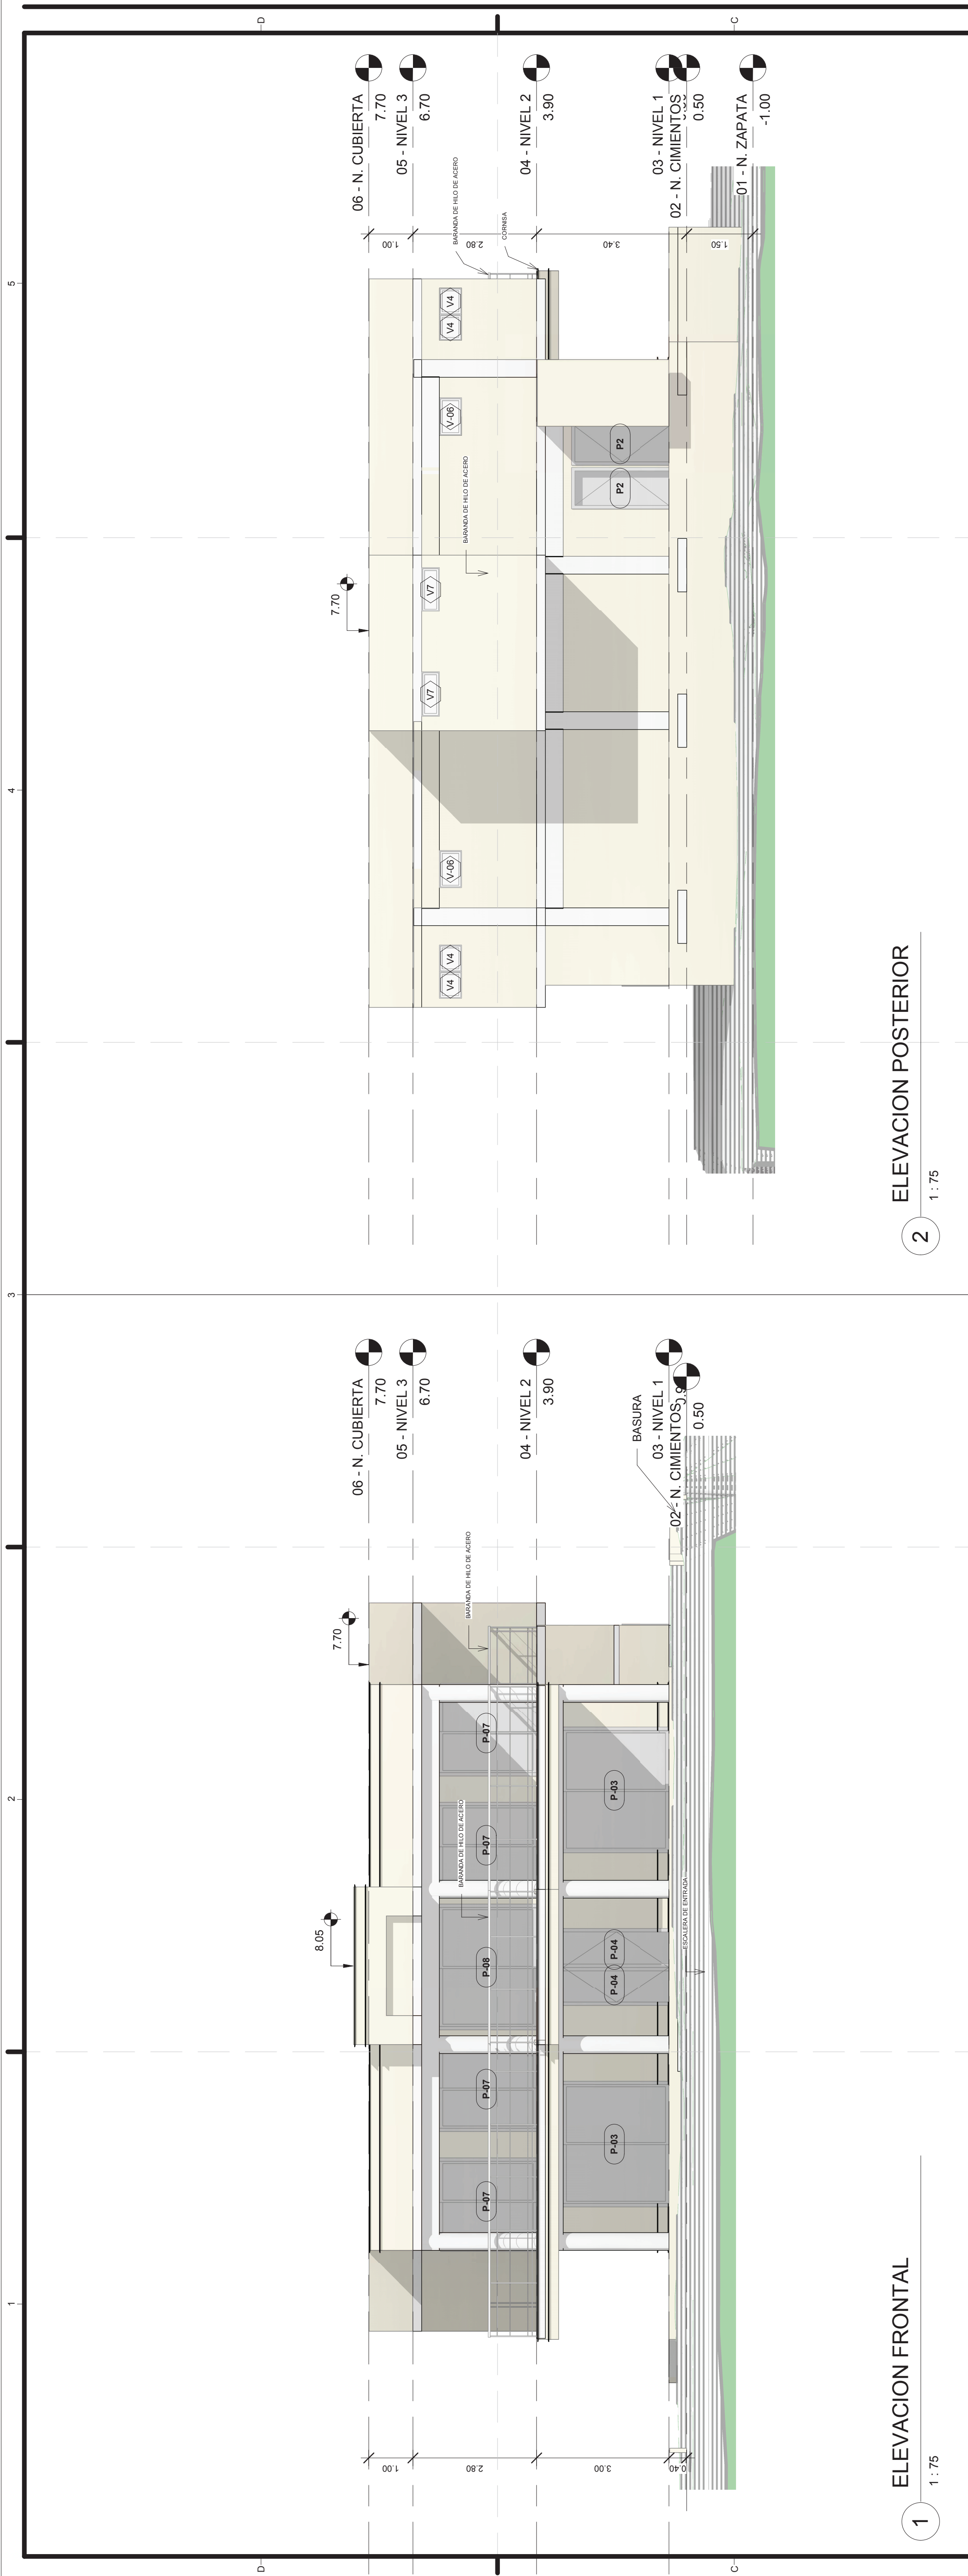 D
C
1
2
3
4
5
06 - N. CUBIERTA
7.70
05 - NIVEL 3
6.70
04 - NIVEL 2
3.90
03 - NIVEL 1
02 - N. CIMIENTOS
0.50
BASURA
7.70
8.05
BARANDA DE HILO DE ACERO
BARANDA DE HILO DE ACERO
P-07
P-07
P-08
P-07
P-07
P-03
P-04
P-04
P-03
ESCALERA DE ENTRADA
1.00
2.80
3.00
0.40
1
ELEVACION FRONTAL
1 : 75
06 - N. CUBIERTA
7.70
05 - NIVEL 3
6.70
04 - NIVEL 2
3.90
03 - NIVEL 1
02 - N. CIMIENTOS
0.50
01 - N. ZAPATA
-1.00
1.00
2.80
3.40
1.50
BARANDA DE HILO DE ACERO
CORNISA
BARANDA DE HILO DE ACERO
7.70
V4
V4
V-06
V7
V7
V-06
V4
V4
P2
P2
2
ELEVACION POSTERIOR
1 : 75
D
C